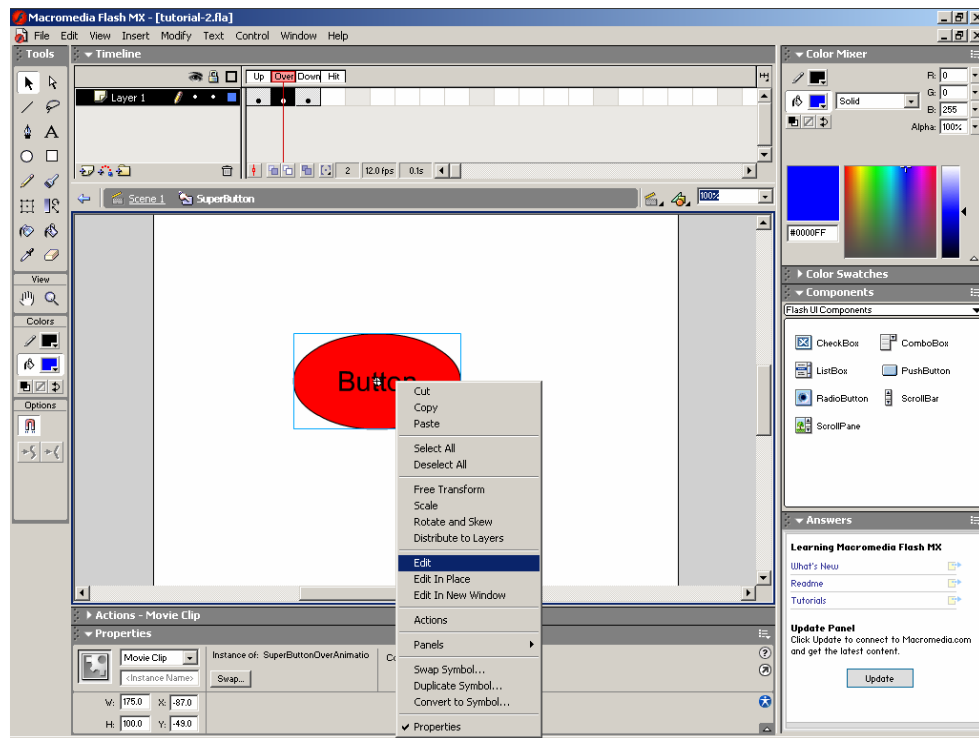 Macromedia Flash MX - [tutorial-2.fla]
File Edit View Insert Modify Text Control Window Help
Tools
Timeline
Up Over Down Hit
Layer 1
2 12.0 fps 0.1s
Scene 1 SuperButton 100%
View
Colors
Options
Button
Cut
Copy
Paste
Select All
Deselect All
Free Transform
Scale
Rotate and Skew
Distribute to Layers
Edit
Edit In Place
Edit In New Window
Actions
Panels
Swap Symbol...
Duplicate Symbol...
Convert to Symbol...
Properties
Actions - Movie Clip
Properties
Movie Clip Instance of: SuperButtonOverAnimatio Co
<Instance Name> Swap...
W: 175.0 X: -87.0
H: 100.0 Y: -49.0
Color Mixer
R: 0
G: 0
Solid
B: 255
Alpha: 100%
#0000FF
Color Swatches
Components
Flash UI Components
CheckBox ComboBox
ListBox PushButton
RadioButton ScrollBar
ScrollPane
Answers
Learning Macromedia Flash MX
What's New
Readme
Tutorials
Update Panel
Click Update to connect to Macromedia.com
and get the latest content.
Update